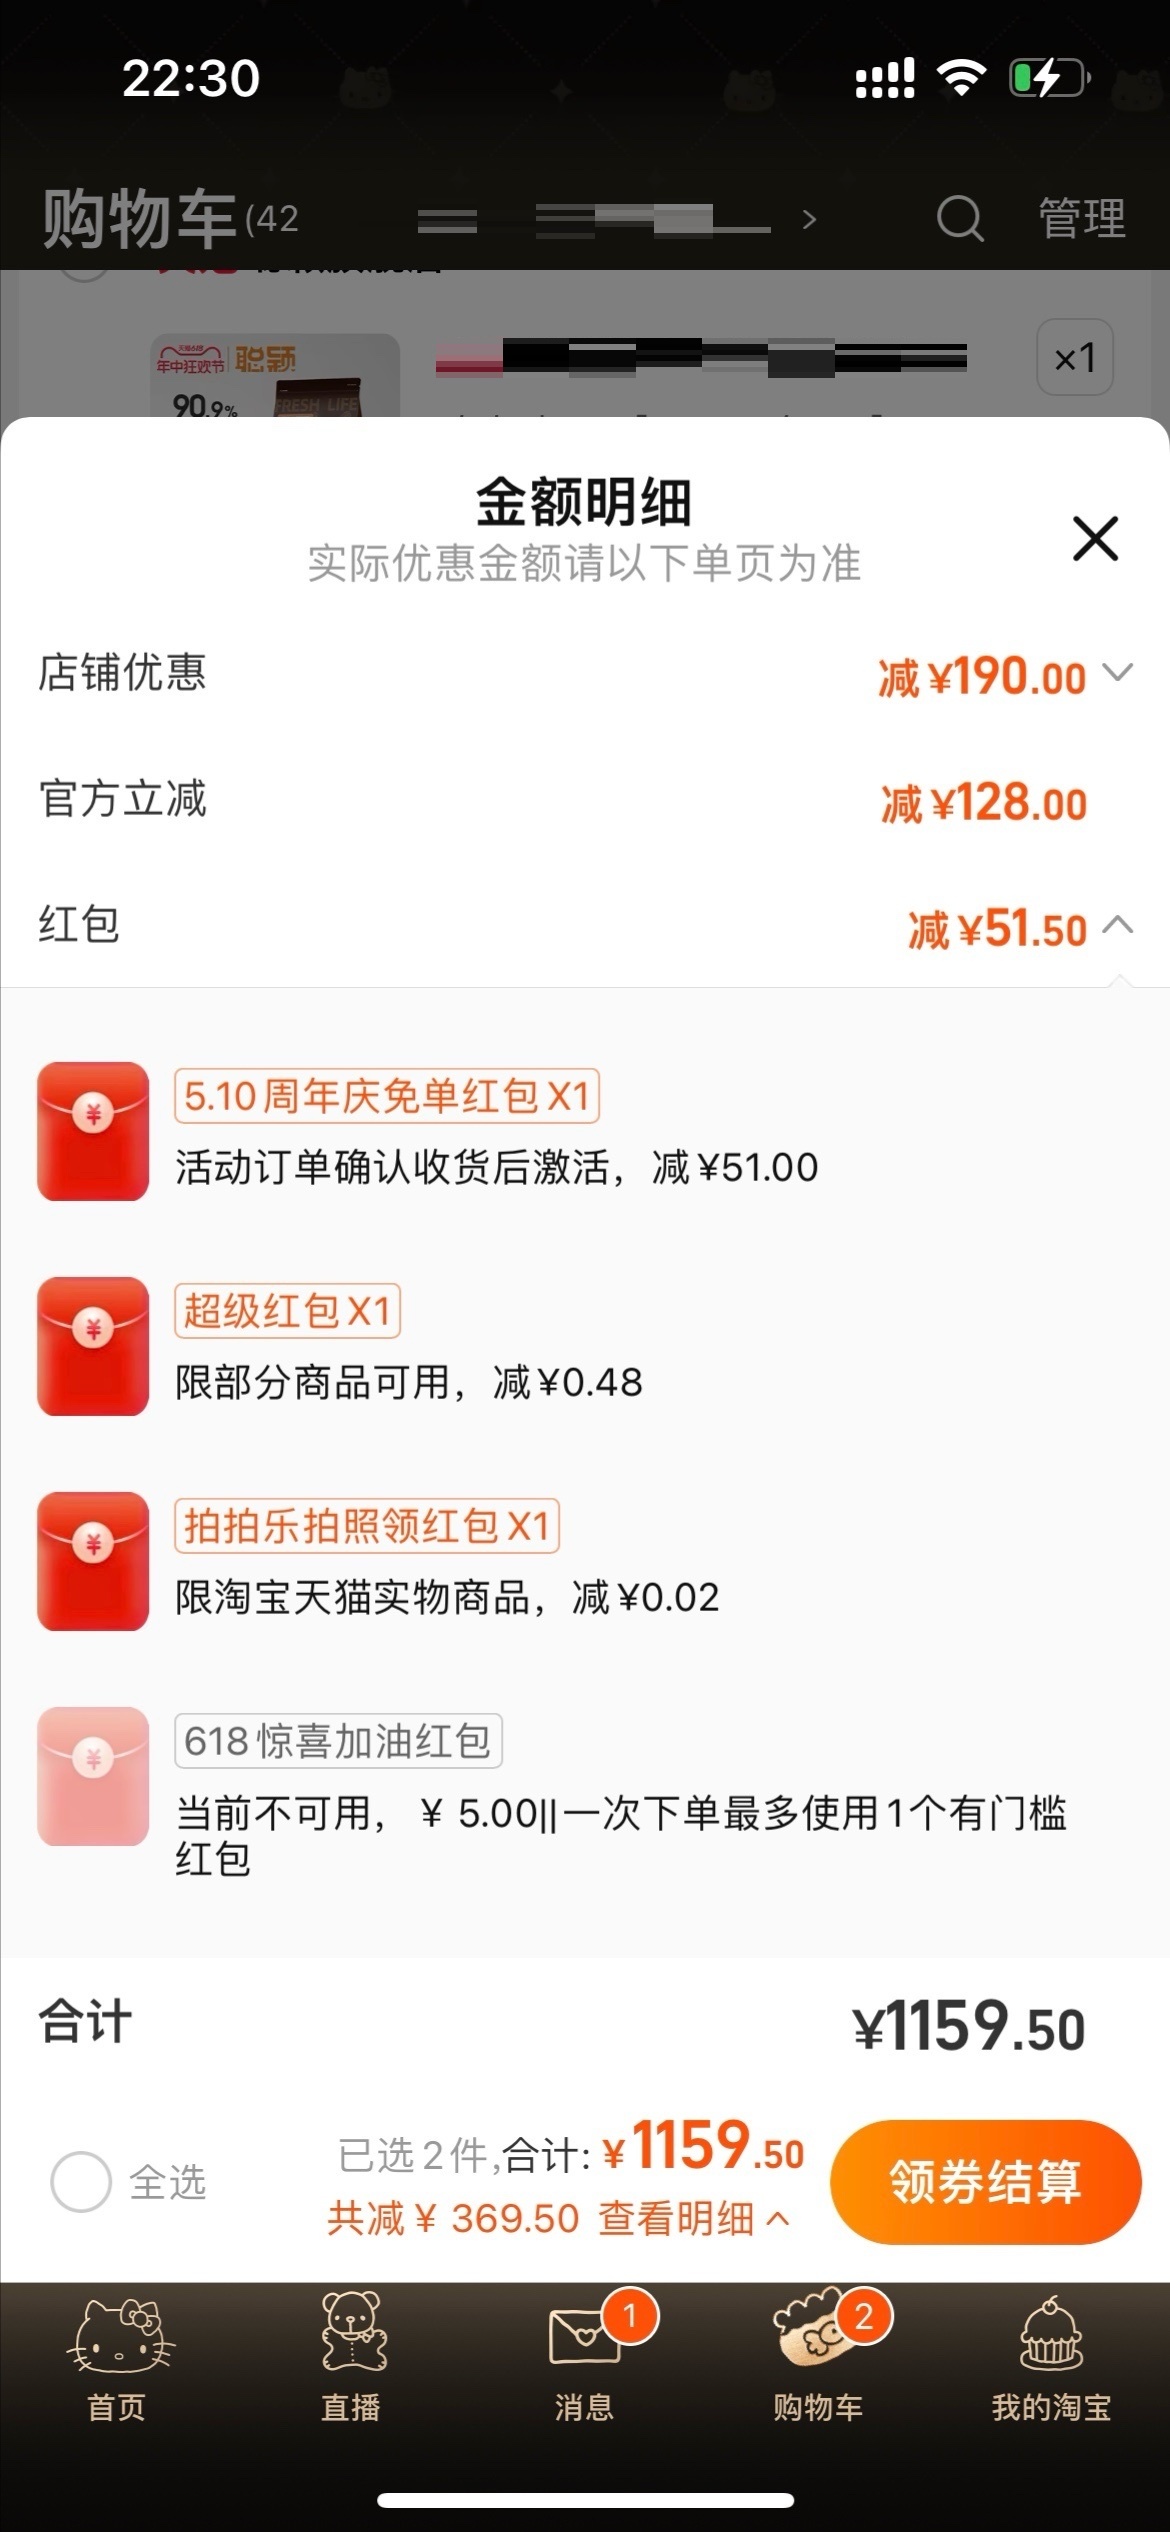 22:30
购物车(42
管理
年中狂欢节
聪颖
90.9%
FRESH LIFE
×1
金额明细
实际优惠金额请以下单页为准
店铺优惠 减¥190.00
官方立减 减¥128.00
红包 减¥51.50
5.10周年庆免单红包X1
活动订单确认收货后激活，减¥51.00
超级红包X1
限部分商品可用，减¥0.48
拍拍乐拍照领红包X1
限淘宝天猫实物商品，减¥0.02
618惊喜加油红包
当前不可用， ¥ 5.00||一次下单最多使用1个有门槛
红包
合计 ¥1159.50
全选
已选2件,合计:¥1159.50
共减¥ 369.50 查看明细
领券结算
1
2
首页 直播 消息 购物车 我的淘宝